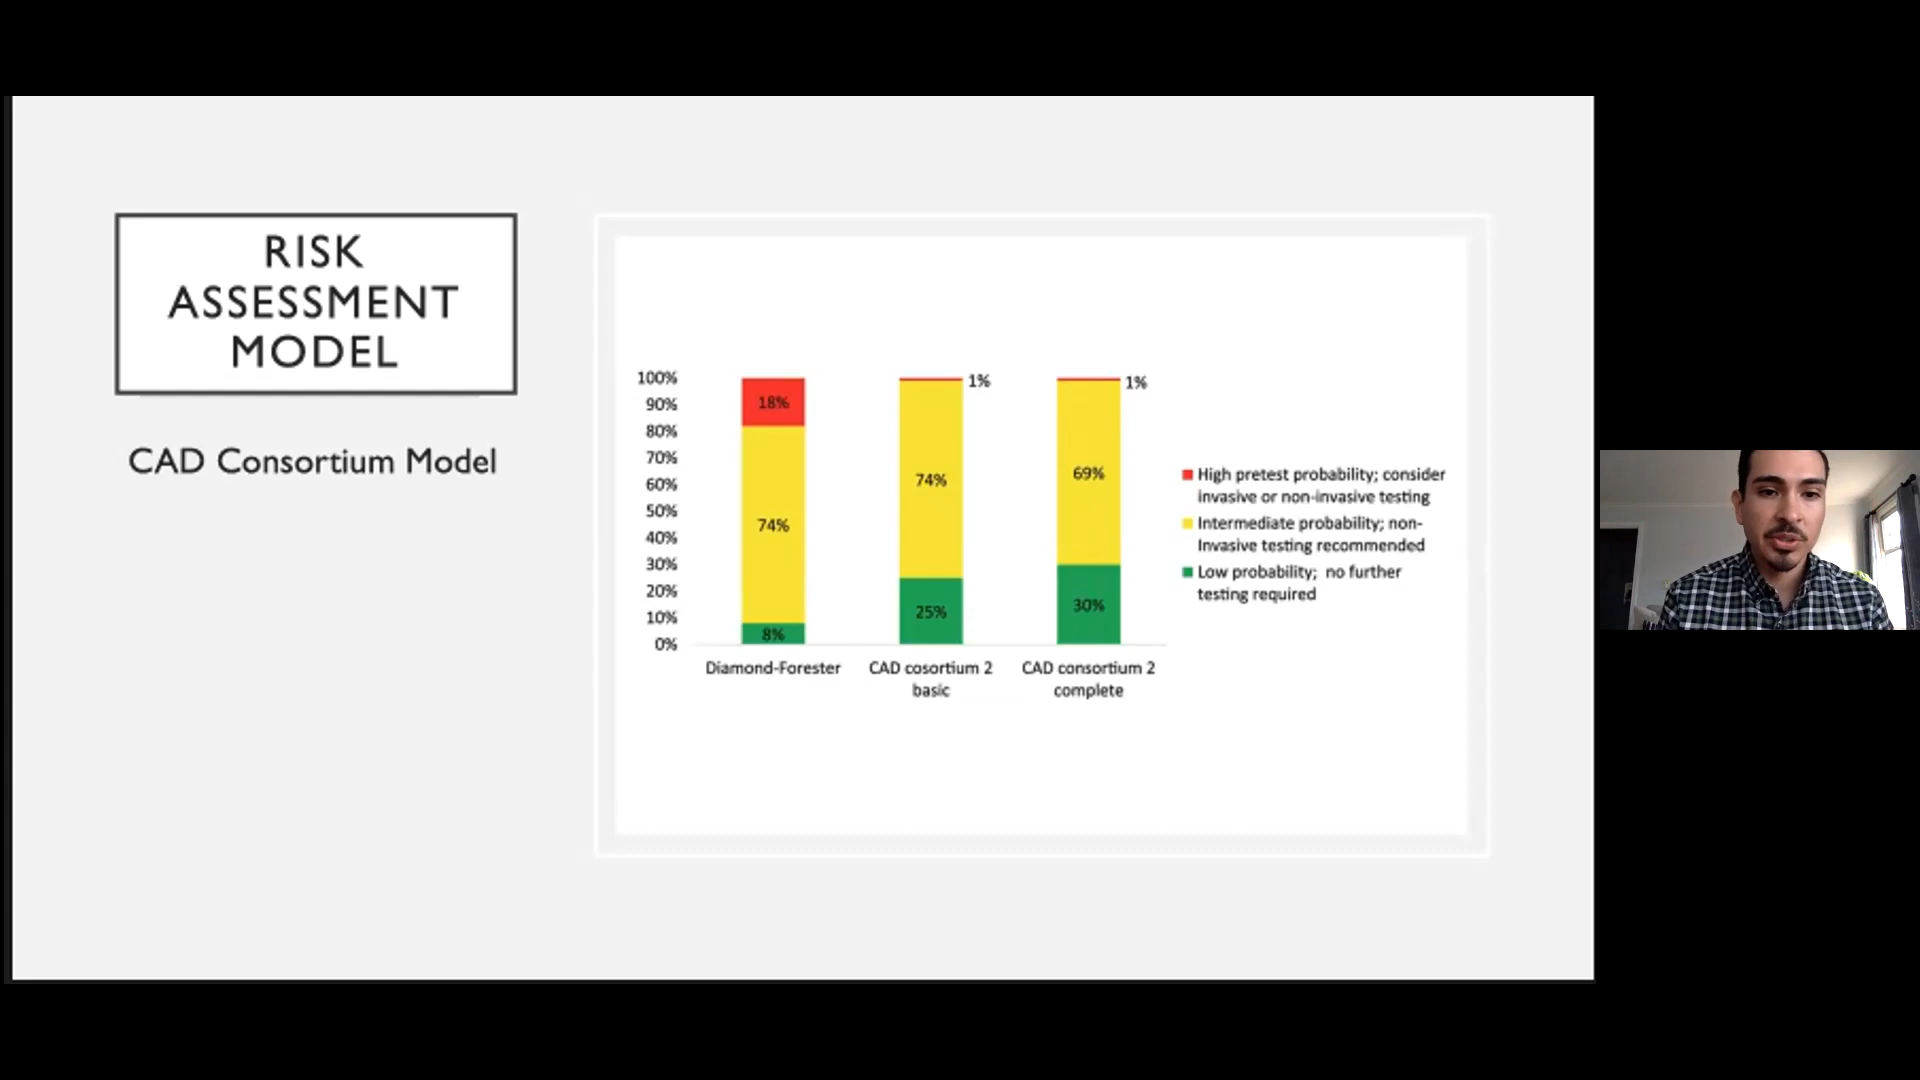 RISK
ASSESSMENT
MODEL
CAD Consortium Model
100%
90%
80%
70%
60%
50%
40%
30%
20%
10%
0%
18%
74%
8%
1%
74%
25%
1%
69%
30%
Diamond-Forester
CAD cosortium 2
basic
CAD consortium 2
complete
High pretest probability; consider
invasive or non-invasive testing
Intermediate probability; non-
Invasive testing recommended
Low probability; no further
testing required